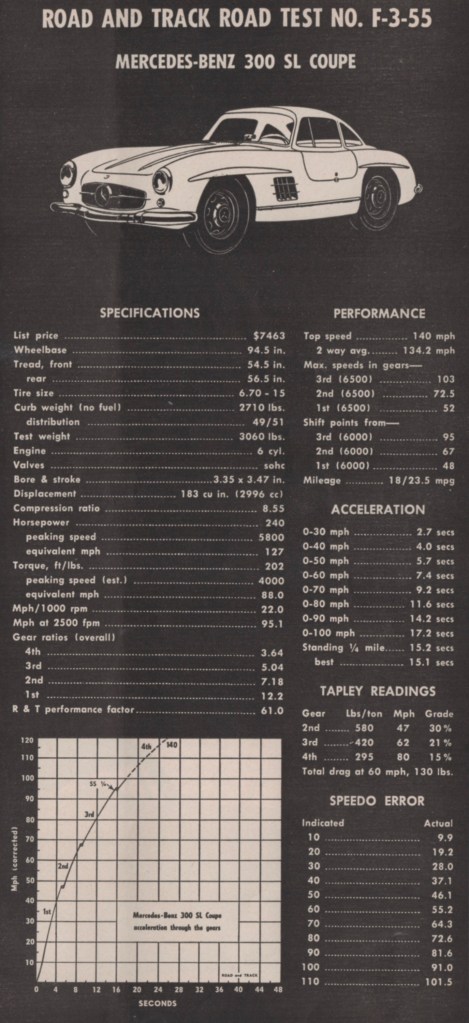 ROAD AND TRACK ROAD TEST NO. F-3-55
MERCEDES-BENZ 300 SL COUPE
SPECIFICATIONS
List price ........ $7463
Wheelbase ........ 94.5 in.
Tread, front ........ 54.5 in.
rear ........ 56.5 in.
Tire size ........ 6.70 - 15
Curb weight (no fuel) ........ 2710 lbs.
distribution ........ 49/51
Test weight ........ 3060 lbs.
Engine ........ 6 cyl.
Valves ........ sohc
Bore & stroke ........ 3.35 x 3.47 in.
Displacement ........ 183 cu in. (2996 cc)
Compression ratio ........ 8.55
Horsepower ........ 240
peaking speed ........ 5800
equivalent mph ........ 127
Torque, ft/lbs. ........ 202
peaking speed (est.) ........ 4000
equivalent mph ........ 88.0
Mph/1000 rpm ........ 22.0
Mph at 2500 fpm ........ 95.1
Gear ratios (overall)
4th ........ 3.64
3rd ........ 5.04
2nd ........ 7.18
1st ........ 12.2
R & T performance factor ........ 61.0
PERFORMANCE
Top speed ........ 140 mph
2 way avg. ........ 134.2 mph
Max. speeds in gears—
3rd (6500) ........ 103
2nd (6500) ........ 72.5
1st (6500) ........ 52
Shift points from—
3rd (6000) ........ 95
2nd (6000) ........ 67
1st (6000) ........ 48
Mileage ........ 18/23.5 mpg
ACCELERATION
0-30 mph ........ 2.7 secs
0-40 mph ........ 4.0 secs
0-50 mph ........ 5.7 secs
0-60 mph ........ 7.4 secs
0-70 mph ........ 9.2 secs
0-80 mph ........ 11.6 secs
0-90 mph ........ 14.2 secs
0-100 mph ........ 17.2 secs
Standing ¼ mile ........ 15.2 secs
best ........ 15.1 secs
TAPLEY READINGS
Gear Lbs/ton Mph Grade
2nd ........ 580 47 30%
3rd ........ 420 62 21%
4th ........ 295 80 15%
Total drag at 60 mph, 130 lbs.
SPEEDO ERROR
Indicated Actual
10 ........ 9.9
20 ........ 19.2
30 ........ 28.0
40 ........ 37.1
50 ........ 46.1
60 ........ 55.2
70 ........ 64.3
80 ........ 72.6
90 ........ 81.6
100 ........ 91.0
110 ........ 101.5
120
110
100
90
80
70
60
50
40
30
20
10
Mph (corrected)
1st
2nd
3rd
SS ¼
4th
140
Mercedes-Benz 300 SL Coupe
acceleration through the gears
ROAD and TRACK
0 4 8 12 16 20 24 28 32 36 40 44 48
SECONDS